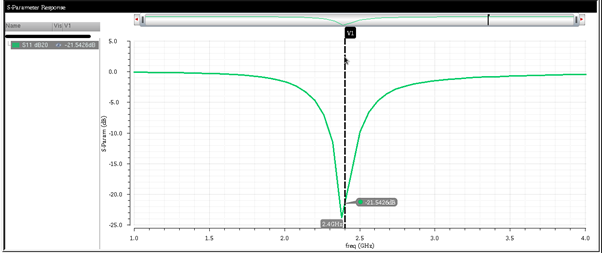 S-Parameter Response
Name Vis V1
S11 dB20 -21.5426dB
V1
5.0
0.0
-5.0
-10.0
-15.0
-20.0
-25.0
S-Param (dB)
-21.5426dB
2.4GHz
1.0 1.5 2.0 2.5 3.0 3.5 4.0
freq (GHz)